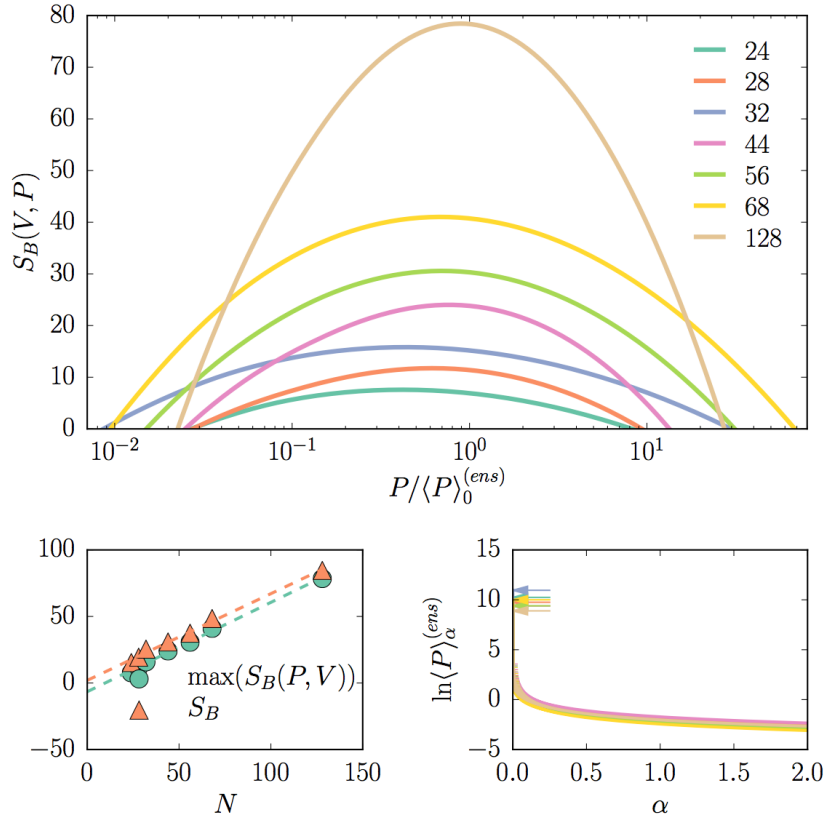 80
70
60
50
40
30
20
10
0
S_B(V, P)
24
28
32
44
56
68
128
10^{-2} 10^{-1} 10^0 10^1
P/⟨P⟩_0^{(ens)}
100
50
0
−50
max(S_B(P, V))
S_B
0 50 100 150
N
15
10
5
0
−5
ln⟨P⟩_α^{(ens)}
0.0 0.5 1.0 1.5 2.0
α